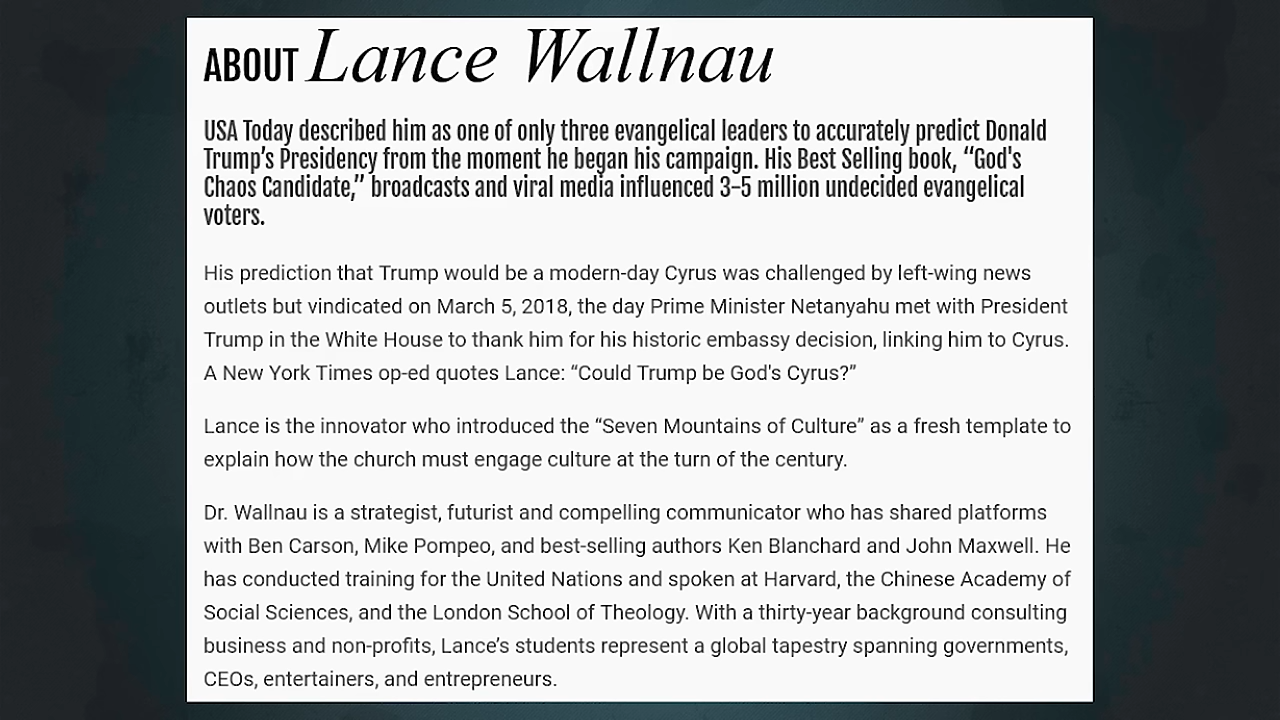 ABOUT Lance Wallnau
USA Today described him as one of only three evangelical leaders to accurately predict Donald
Trump’s Presidency from the moment he began his campaign. His Best Selling book, “God's
Chaos Candidate,” broadcasts and viral media influenced 3–5 million undecided evangelical
voters.
His prediction that Trump would be a modern-day Cyrus was challenged by left-wing news
outlets but vindicated on March 5, 2018, the day Prime Minister Netanyahu met with President
Trump in the White House to thank him for his historic embassy decision, linking him to Cyrus.
A New York Times op-ed quotes Lance: “Could Trump be God's Cyrus?”
Lance is the innovator who introduced the “Seven Mountains of Culture” as a fresh template to
explain how the church must engage culture at the turn of the century.
Dr. Wallnau is a strategist, futurist and compelling communicator who has shared platforms
with Ben Carson, Mike Pompeo, and best-selling authors Ken Blanchard and John Maxwell. He
has conducted training for the United Nations and spoken at Harvard, the Chinese Academy of
Social Sciences, and the London School of Theology. With a thirty-year background consulting
business and non-profits, Lance’s students represent a global tapestry spanning governments,
CEOs, entertainers, and entrepreneurs.